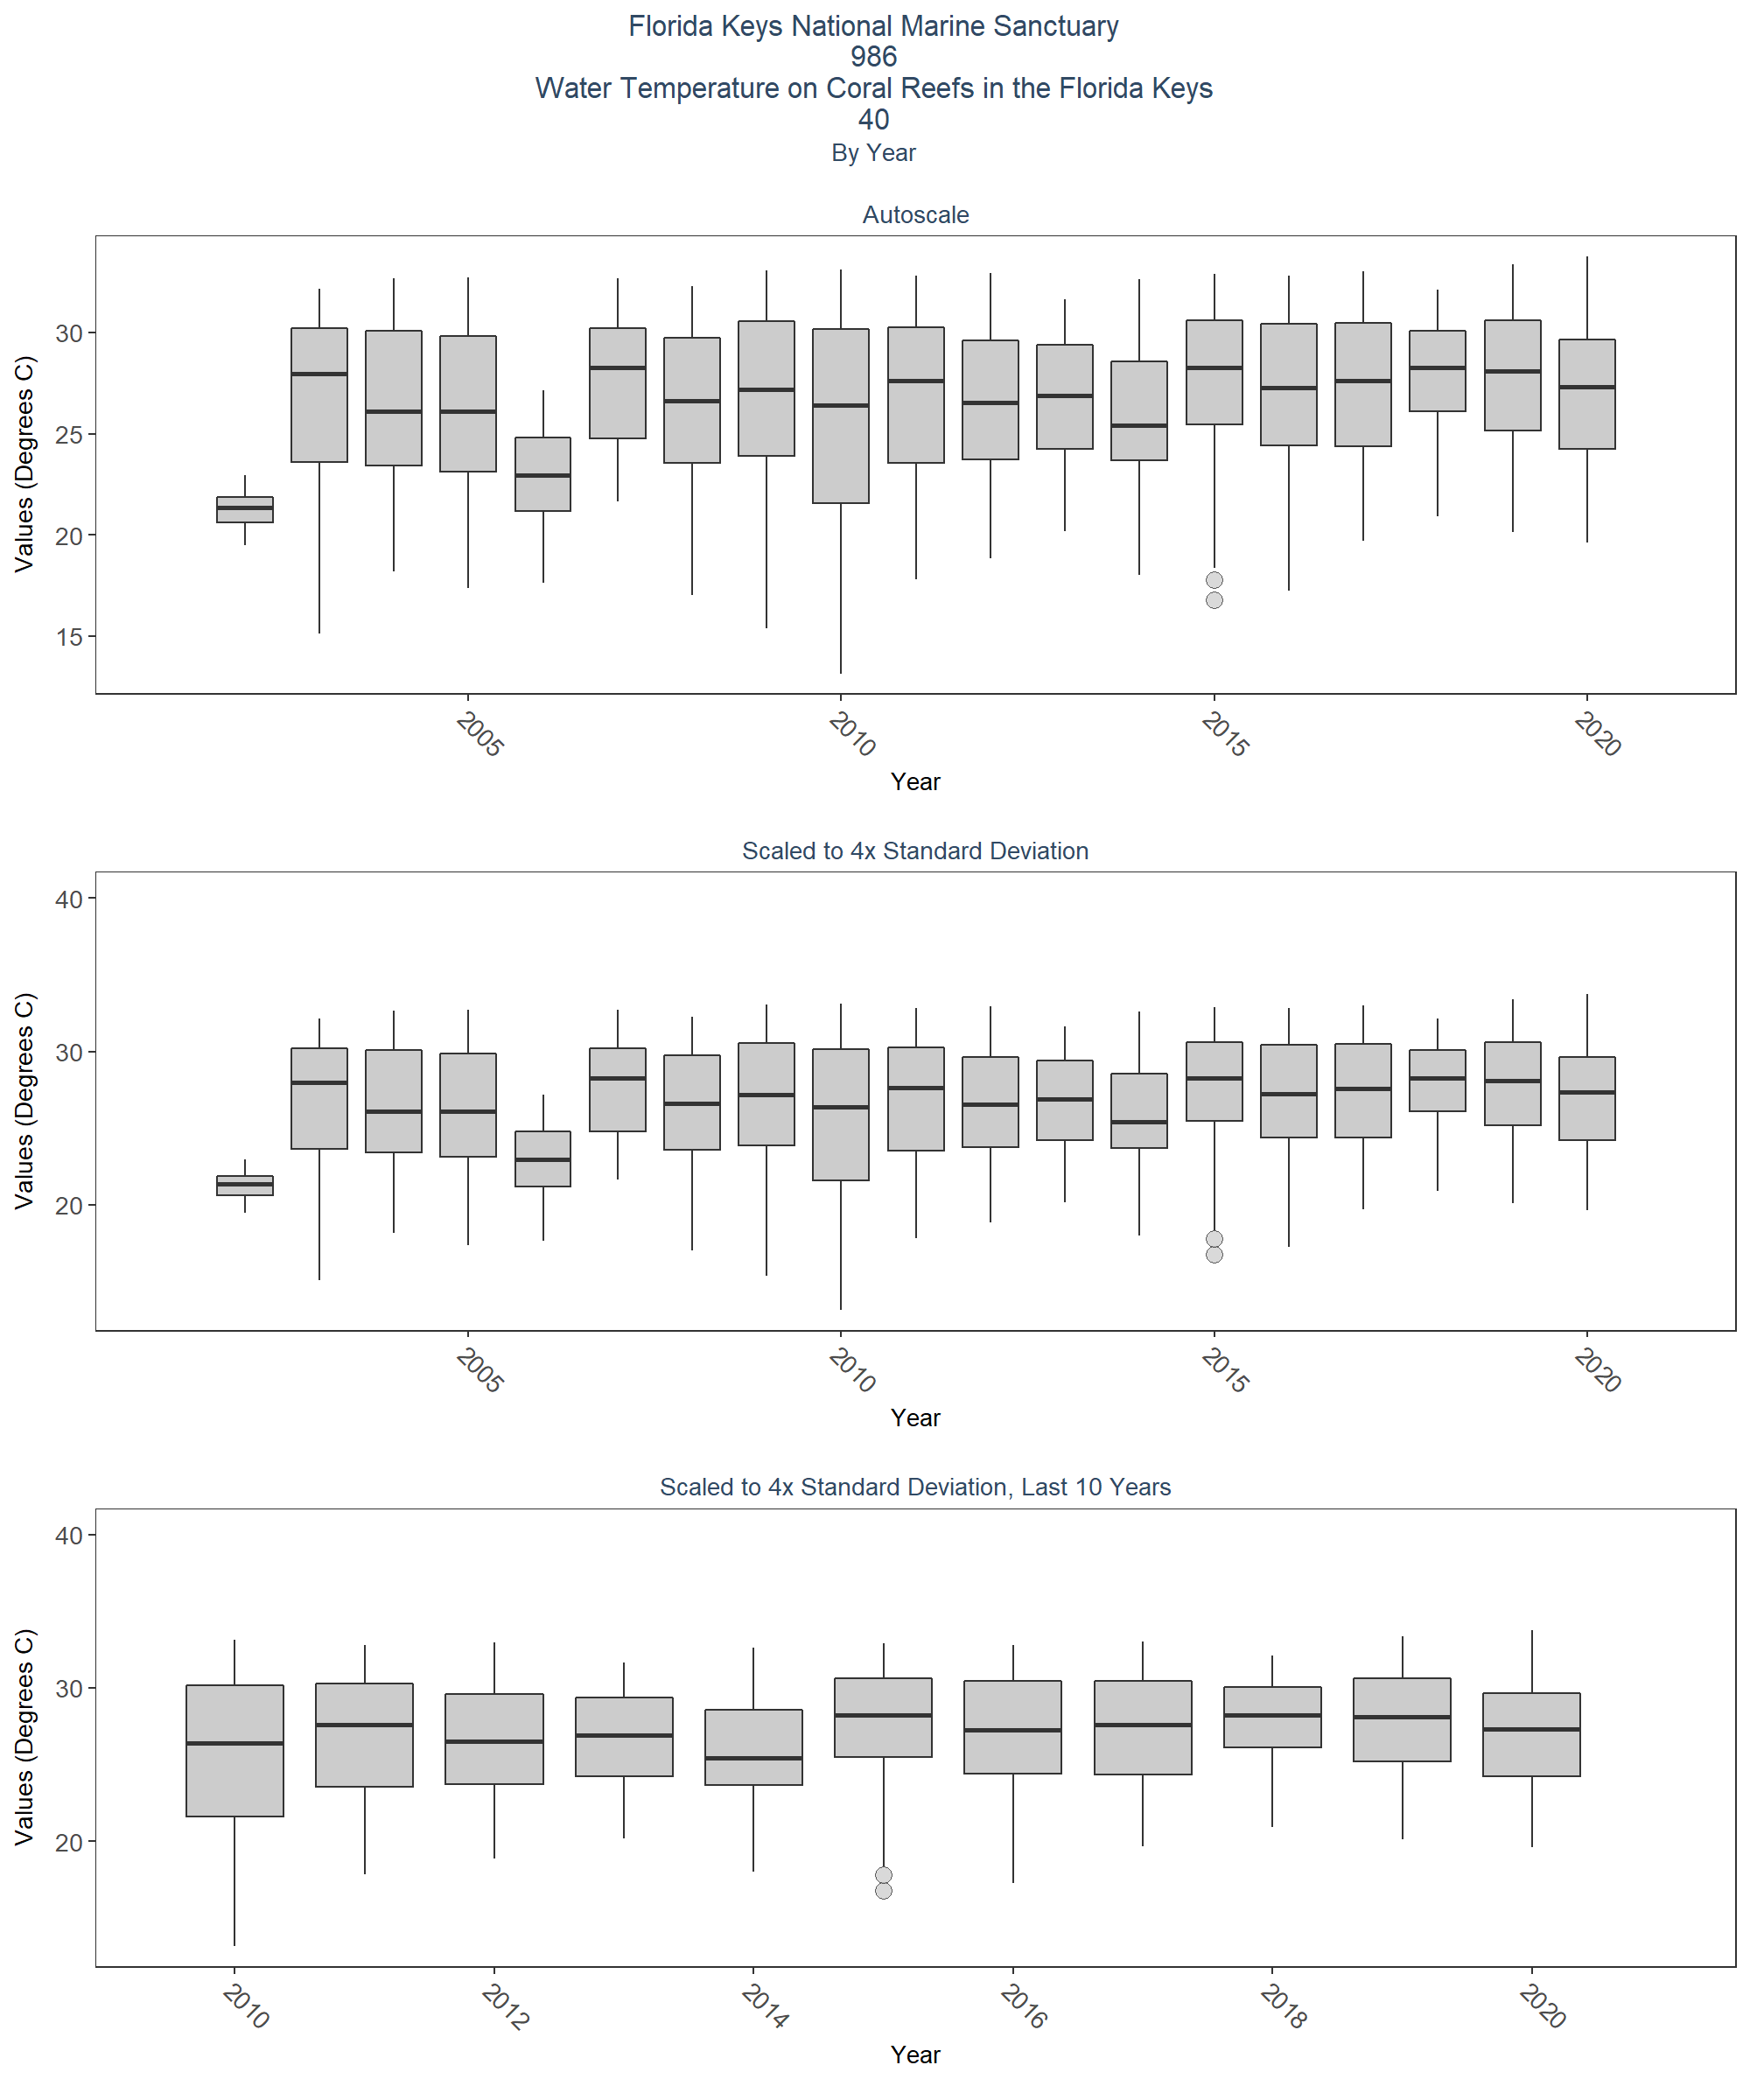 Florida Keys National Marine Sanctuary
986
Water Temperature on Coral Reefs in the Florida Keys
40
By Year
Autoscale
Values (Degrees C)
30
25
20
15
2005
2010
2015
2020
Year
Scaled to 4x Standard Deviation
Values (Degrees C)
40
30
20
2005
2010
2015
2020
Year
Scaled to 4x Standard Deviation, Last 10 Years
Values (Degrees C)
40
30
20
2010
2012
2014
2016
2018
2020
Year